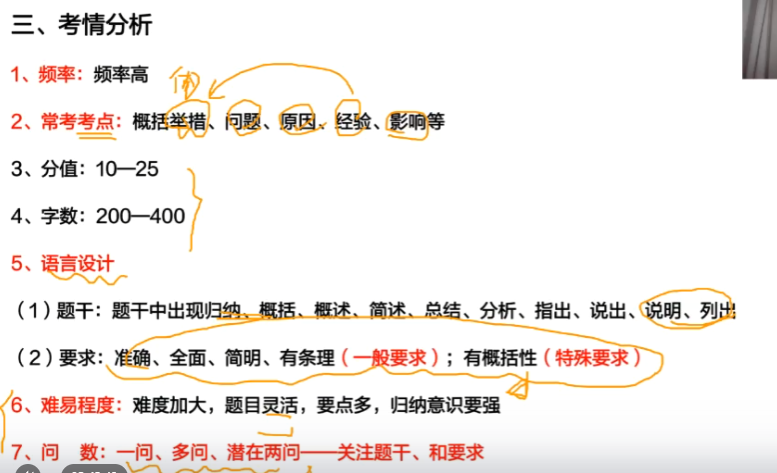 三、考情分析
1、频率：频率高
2、常考考点：概括举措、问题、原因、经验、影响等
3、分值：10—25
4、字数：200—400
5、语言设计
（1）题干：题干中出现归纳、概括、概述、简述、总结、分析、指出、说出、说明、列出
（2）要求：准确、全面、简明、有条理（一般要求）；有概括性（特殊要求）
6、难易程度：难度加大，题目灵活，要点多，归纳意识要强
7、问 数：一问、多问、潜在两问——关注题干、和要求